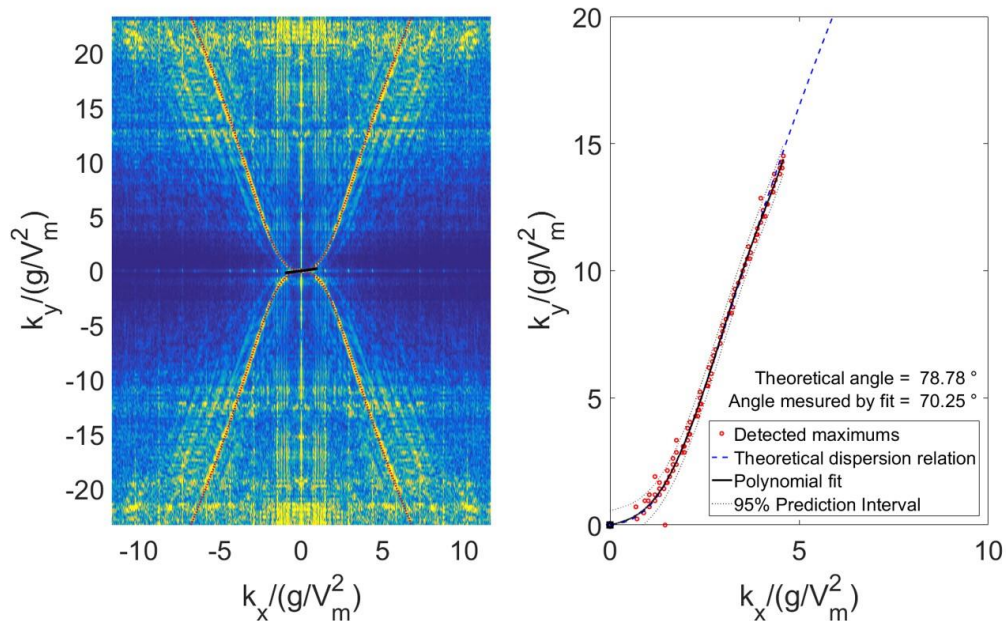 20
15
10
5
0
-5
-10
-15
-20
k_y/(g/V_m^2)
-10
-5
0
5
10
k_x/(g/V_m^2)
20
15
10
5
0
k_y/(g/V_m^2)
Theoretical angle = 78.78 °
Angle mesured by fit = 70.25 °
Detected maximums
Theoretical dispersion relation
Polynomial fit
95% Prediction Interval
0
5
10
k_x/(g/V_m^2)